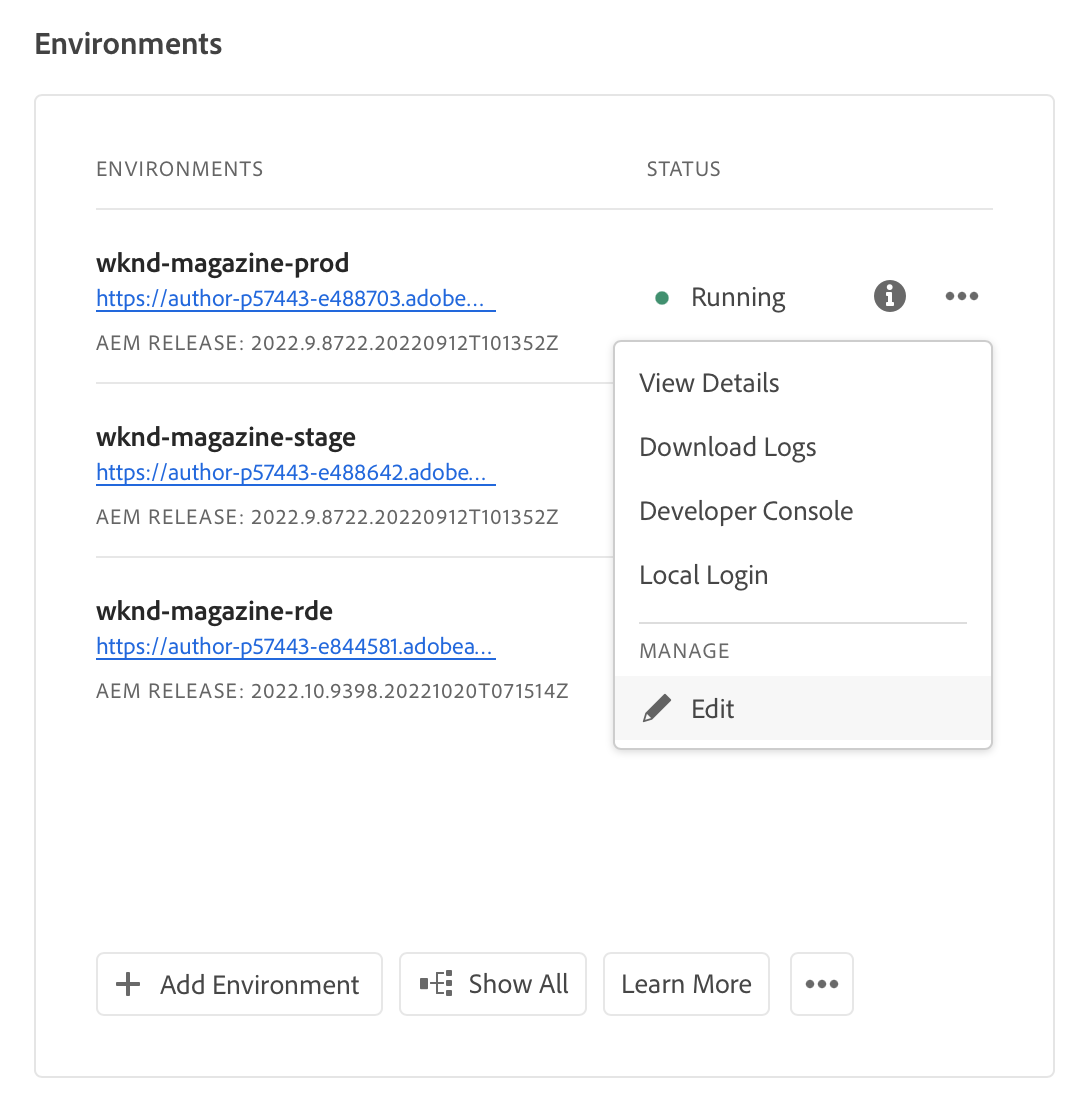 Environments
ENVIRONMENTS STATUS
wknd-magazine-prod
https://author-p57443-e488703.adobe...
Running
AEM RELEASE: 2022.9.8722.20220912T101352Z
View Details
Download Logs
Developer Console
Local Login
MANAGE
Edit
wknd-magazine-stage
https://author-p57443-e488642.adobe...
AEM RELEASE: 2022.9.8722.20220912T101352Z
wknd-magazine-rde
https://author-p57443-e844581.adobea...
AEM RELEASE: 2022.10.9398.20221020T071514Z
Add Environment
Show All
Learn More